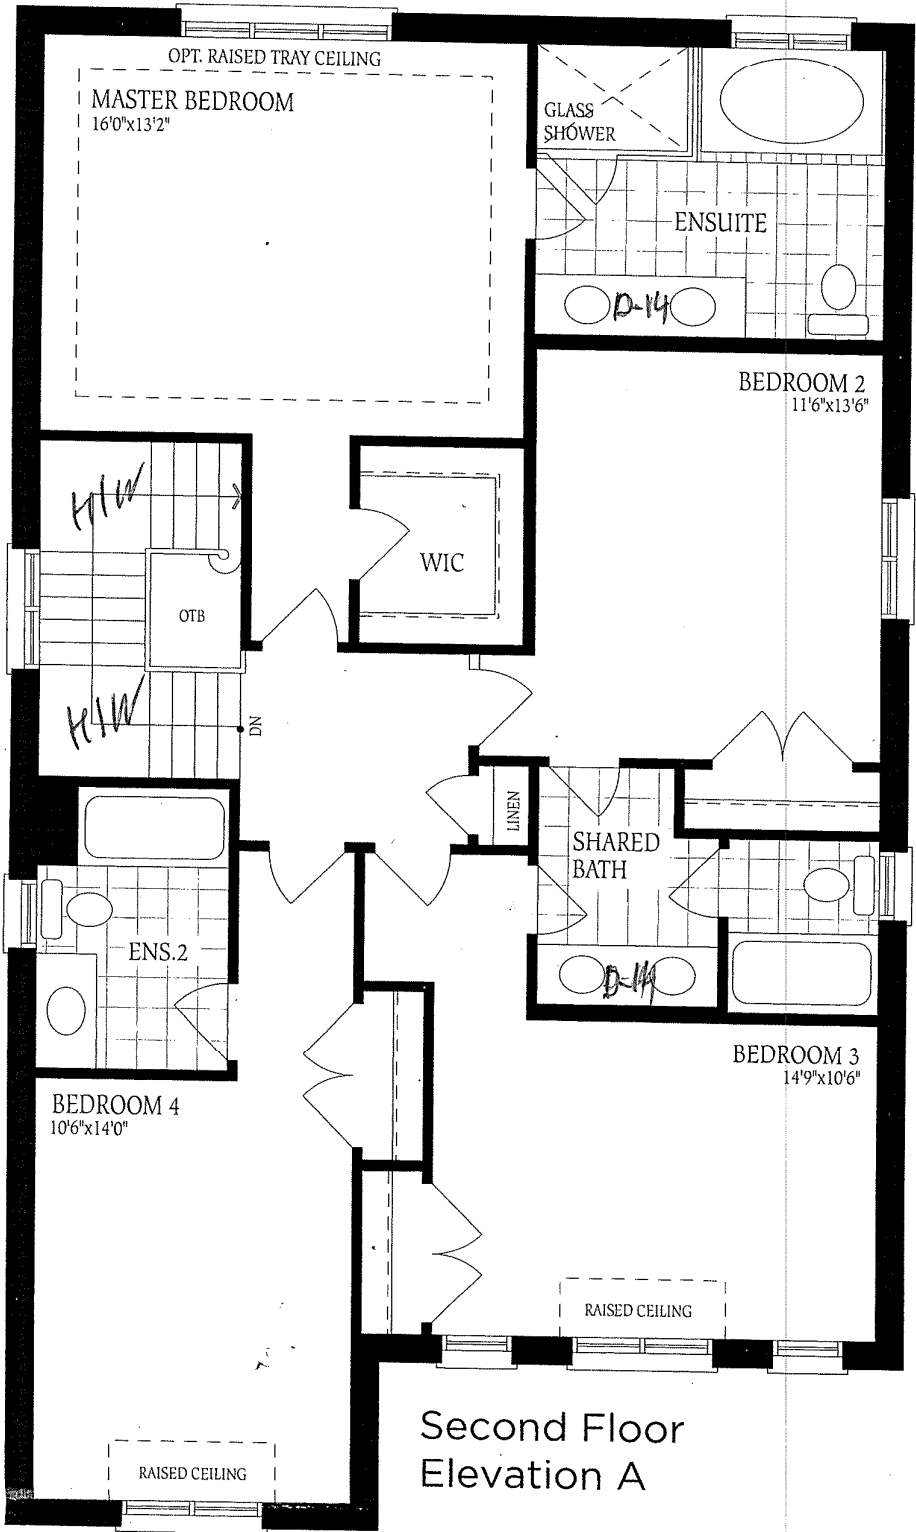 OPT. RAISED TRAY CEILING
MASTER BEDROOM
16'0"x13'2"
GLASS
SHOWER
ENSUITE
D-14
BEDROOM 2
11'6"x13'6"
H/W
WIC
OTB
H/W
DN
LINEN
SHARED
BATH
ENS.2
D-14
BEDROOM 3
14'9"x10'6"
BEDROOM 4
10'6"x14'0"
RAISED CEILING
Second Floor
Elevation A
RAISED CEILING